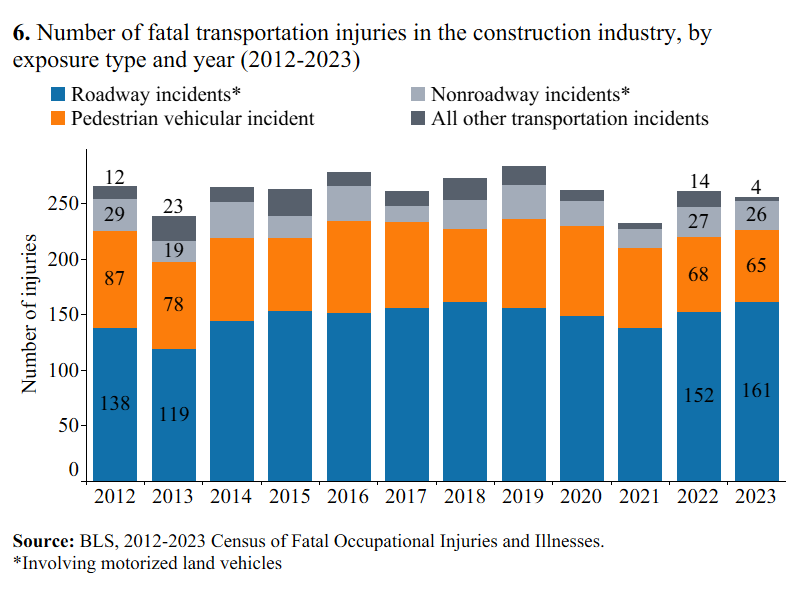 6. Number of fatal transportation injuries in the construction industry, by
exposure type and year (2012-2023)
Roadway incidents*
Nonroadway incidents*
Pedestrian vehicular incident
All other transportation incidents
Number of injuries
250
200
150
100
50
0
12
29
87
138
23
19
78
119
14
27
68
152
4
26
65
161
2012 2013 2014 2015 2016 2017 2018 2019 2020 2021 2022 2023
Source: BLS, 2012-2023 Census of Fatal Occupational Injuries and Illnesses.
*Involving motorized land vehicles